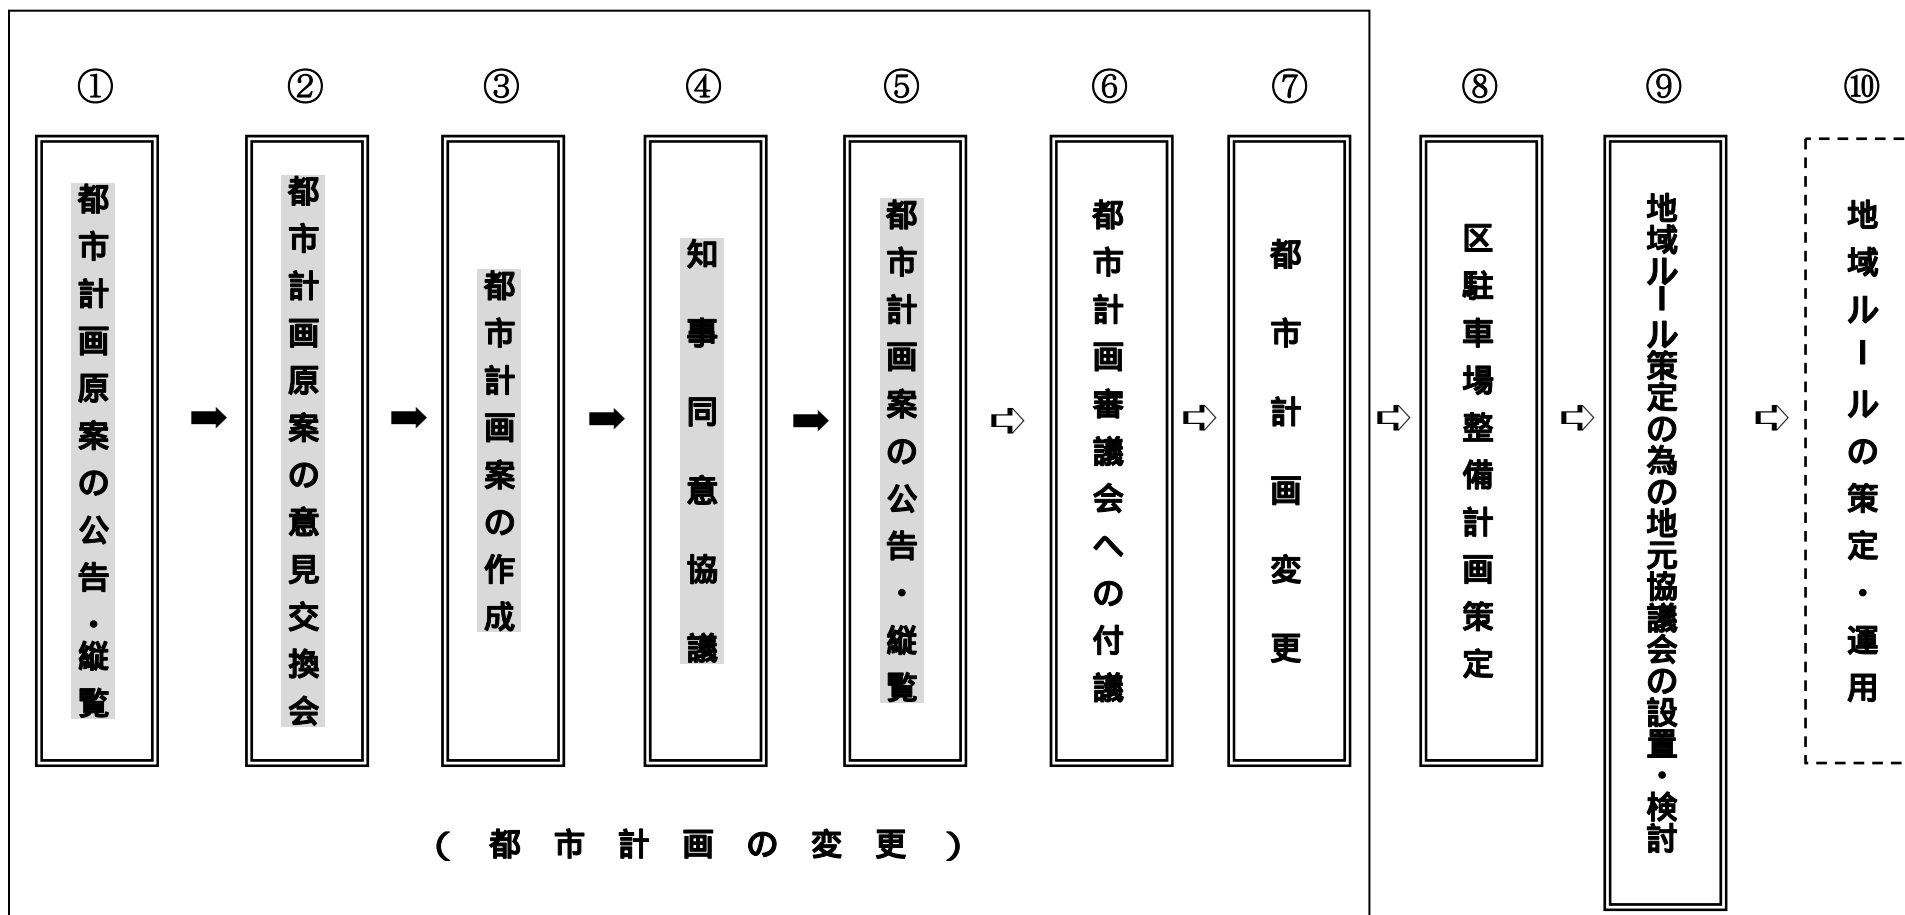 ①
都市計画原案の公告・縦覧
②
都市計画原案の意見交換会
③
都市計画案の作成
④
知事同意協議
⑤
都市計画案の公告・縦覧
⑥
都市計画審議会への付議
⑦
都市計画変更
⑧
区駐車場整備計画策定
⑨
地域ルール策定の為の地元協議会の設置・検討
⑩
地域ルールの策定・運用
(都市計画の変更)